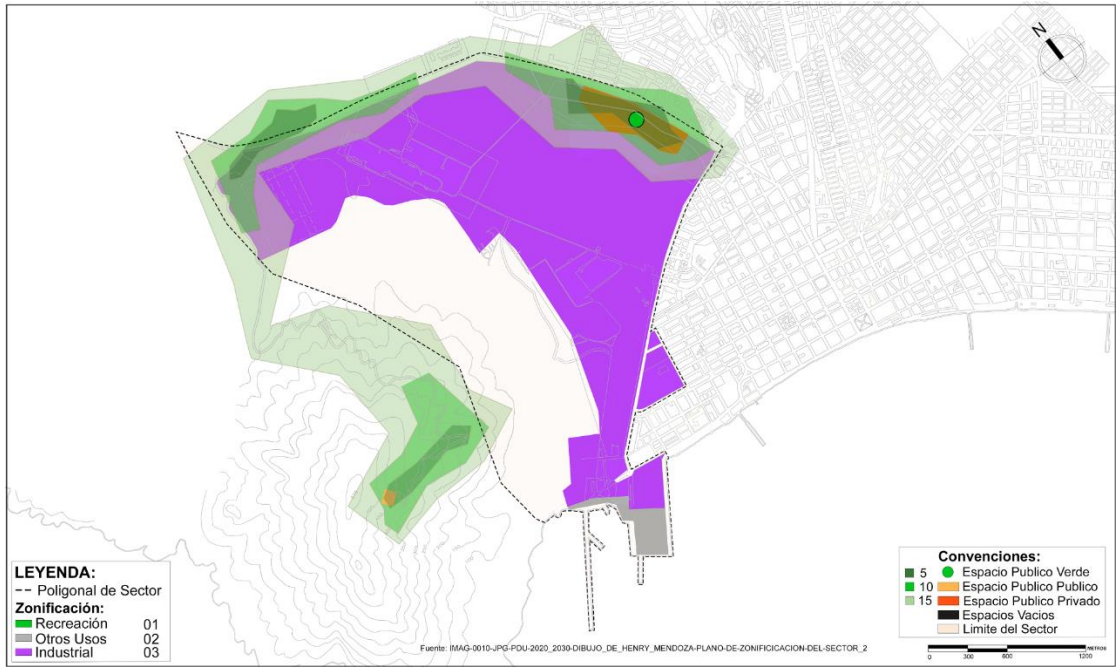 N
LEYENDA:
Poligonal de Sector
Zonificación:
Recreación 01
Otros Usos 02
Industrial 03
Convenciones:
5 Espacio Publico Verde
10 Espacio Publico Publico
15 Espacio Publico Privado
Espacios Vacios
Limite del Sector
Fuente: IMAG-0010-JPG-PDU-2020_2030-DIBUJO_DE_HENRY_MENDOZA-PLANO-DE-ZONIFICICACION-DEL-SECTOR_2
METROS
0 300 600 1200